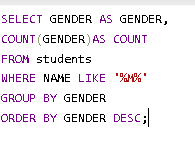 SELECT GENDER AS GENDER,
COUNT(GENDER)AS COUNT
FROM students
WHERE NAME LIKE '%M%'
GROUP BY GENDER
ORDER BY GENDER DESC;